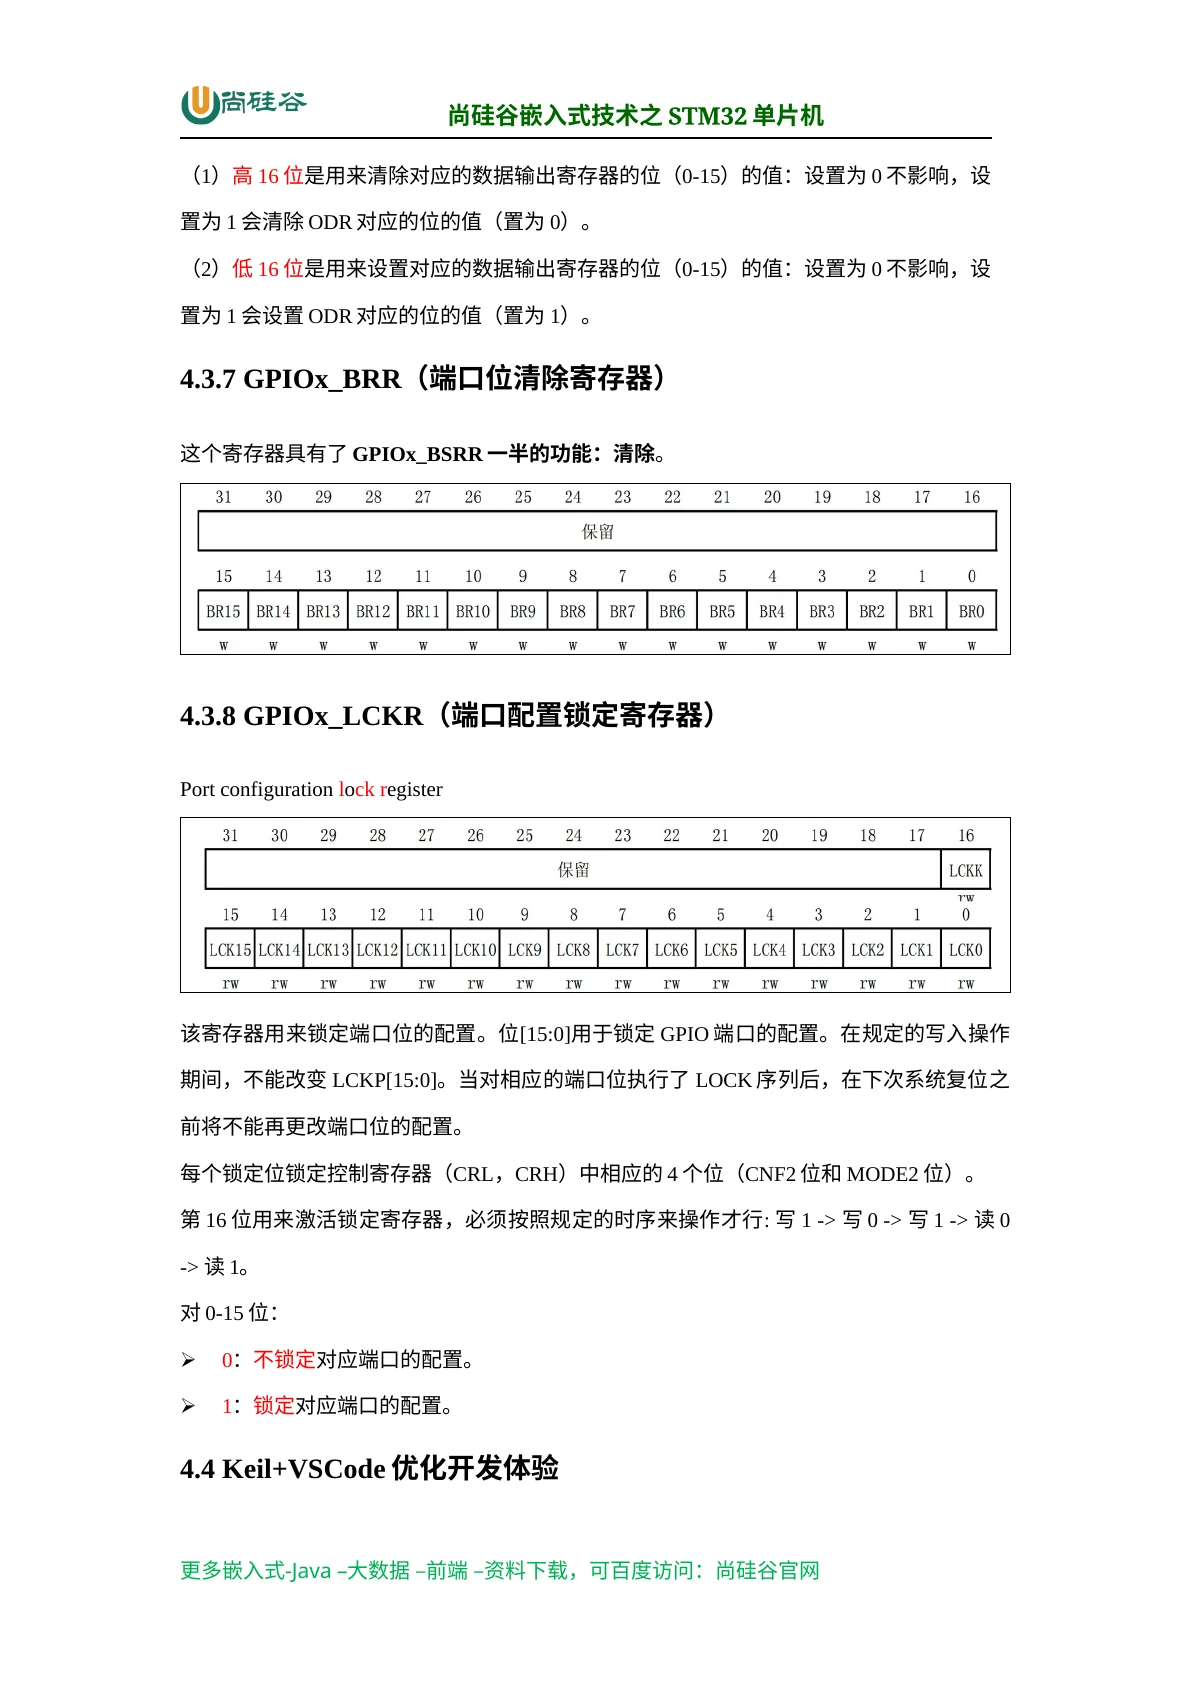 尚硅谷
尚硅谷嵌入式技术之 STM32 单片机
（1）高 16 位是用来清除对应的数据输出寄存器的位（0-15）的值：设置为 0 不影响，设
置为 1 会清除 ODR 对应的位的值（置为 0）。
（2）低 16 位是用来设置对应的数据输出寄存器的位（0-15）的值：设置为 0 不影响，设
置为 1 会设置 ODR 对应的位的值（置为 1）。
4.3.7 GPIOx_BRR（端口位清除寄存器）
这个寄存器具有了 GPIOx_BSRR 一半的功能：清除。
31 30 29 28 27 26 25 24 23 22 21 20 19 18 17 16
保留
15 14 13 12 11 10 9 8 7 6 5 4 3 2 1 0
BR15 BR14 BR13 BR12 BR11 BR10 BR9 BR8 BR7 BR6 BR5 BR4 BR3 BR2 BR1 BR0
w w w w w w w w w w w w w w w w
4.3.8 GPIOx_LCKR（端口配置锁定寄存器）
Port configuration lock register
31 30 29 28 27 26 25 24 23 22 21 20 19 18 17 16
保留 LCKK
rw
15 14 13 12 11 10 9 8 7 6 5 4 3 2 1 0
LCK15 LCK14 LCK13 LCK12 LCK11 LCK10 LCK9 LCK8 LCK7 LCK6 LCK5 LCK4 LCK3 LCK2 LCK1 LCK0
rw rw rw rw rw rw rw rw rw rw rw rw rw rw rw rw
该寄存器用来锁定端口位的配置。位[15:0]用于锁定 GPIO 端口的配置。在规定的写入操作
期间，不能改变 LCKP[15:0]。当对相应的端口位执行了 LOCK 序列后，在下次系统复位之
前将不能再更改端口位的配置。
每个锁定位锁定控制寄存器（CRL，CRH）中相应的 4 个位（CNF2 位和 MODE2 位）。
第 16 位用来激活锁定寄存器，必须按照规定的时序来操作才行: 写 1 -> 写 0 -> 写 1 -> 读 0
-> 读 1。
对 0-15 位：
➢ 0：不锁定对应端口的配置。
➢ 1：锁定对应端口的配置。
4.4 Keil+VSCode 优化开发体验
更多嵌入式-Java –大数据 –前端 –资料下载，可百度访问：尚硅谷官网